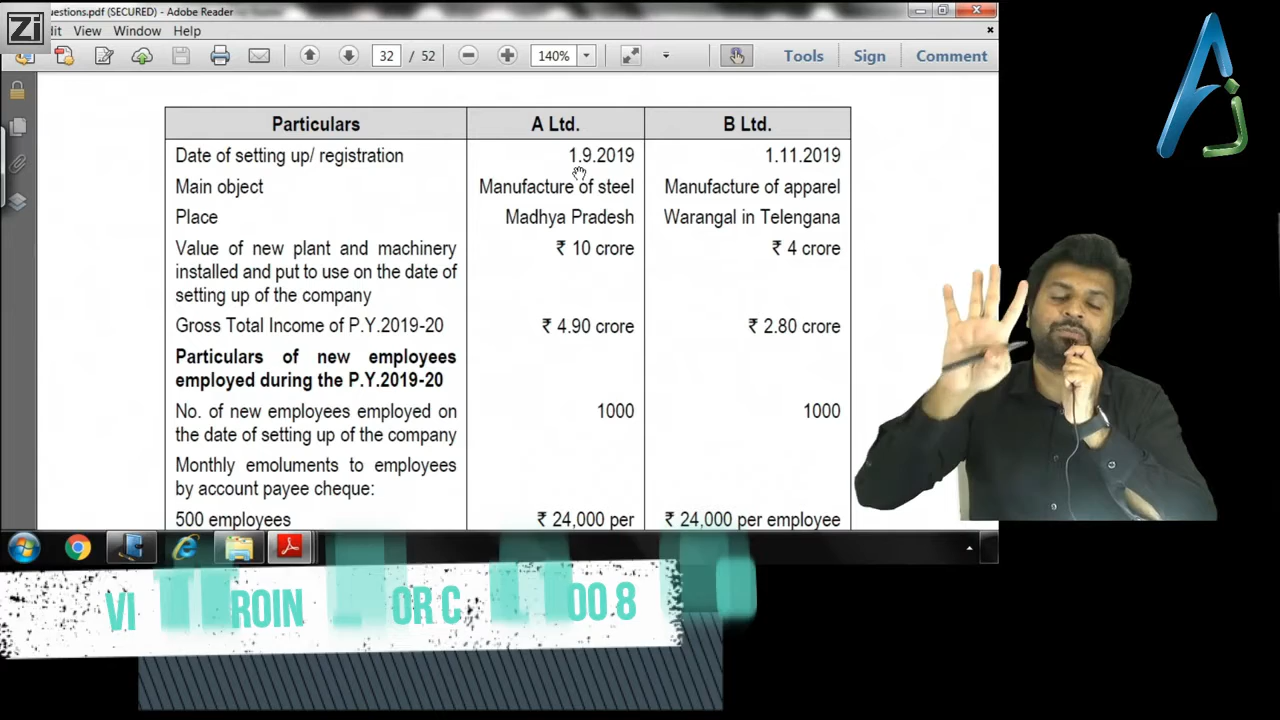 Zi
uestions.pdf (SECURED) - Adobe Reader
dit View Window Help
32 / 52 140% Tools Sign Comment
Particulars A Ltd. B Ltd.
Date of setting up/ registration 1.9.2019 1.11.2019
Main object Manufacture of steel Manufacture of apparel
Place Madhya Pradesh Warangal in Telengana
Value of new plant and machinery ₹ 10 crore ₹ 4 crore
installed and put to use on the date of
setting up of the company
Gross Total Income of P.Y.2019-20 ₹ 4.90 crore ₹ 2.80 crore
Particulars of new employees
employed during the P.Y.2019-20
No. of new employees employed on 1000 1000
the date of setting up of the company
Monthly emoluments to employees
by account payee cheque:
500 employees ₹ 24,000 per ₹ 24,000 per employee